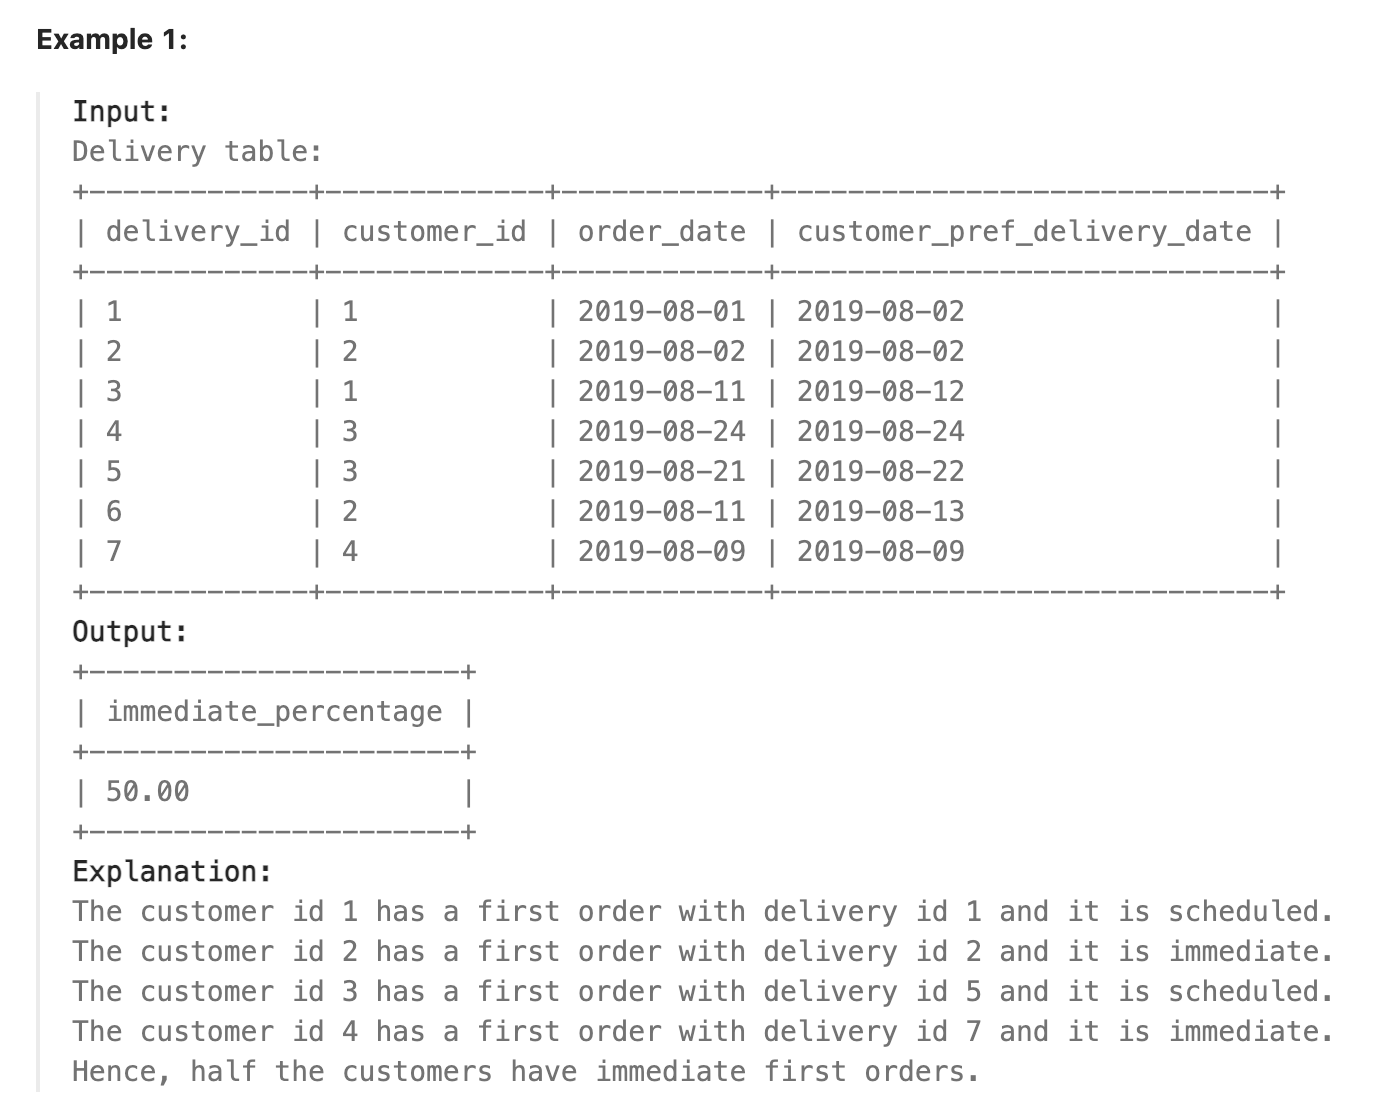 Example 1:
Input:
Delivery table:
+-------------+-------------+------------+-----------------------------+
| delivery_id | customer_id | order_date | customer_pref_delivery_date |
+-------------+-------------+------------+-----------------------------+
| 1           | 1           | 2019-08-01 | 2019-08-02                  |
| 2           | 2           | 2019-08-02 | 2019-08-02                  |
| 3           | 1           | 2019-08-11 | 2019-08-12                  |
| 4           | 3           | 2019-08-24 | 2019-08-24                  |
| 5           | 3           | 2019-08-21 | 2019-08-22                  |
| 6           | 2           | 2019-08-11 | 2019-08-13                  |
| 7           | 4           | 2019-08-09 | 2019-08-09                  |
+-------------+-------------+------------+-----------------------------+
Output:
+----------------------+
| immediate_percentage |
+----------------------+
| 50.00                |
+----------------------+
Explanation:
The customer id 1 has a first order with delivery id 1 and it is scheduled.
The customer id 2 has a first order with delivery id 2 and it is immediate.
The customer id 3 has a first order with delivery id 5 and it is scheduled.
The customer id 4 has a first order with delivery id 7 and it is immediate.
Hence, half the customers have immediate first orders.